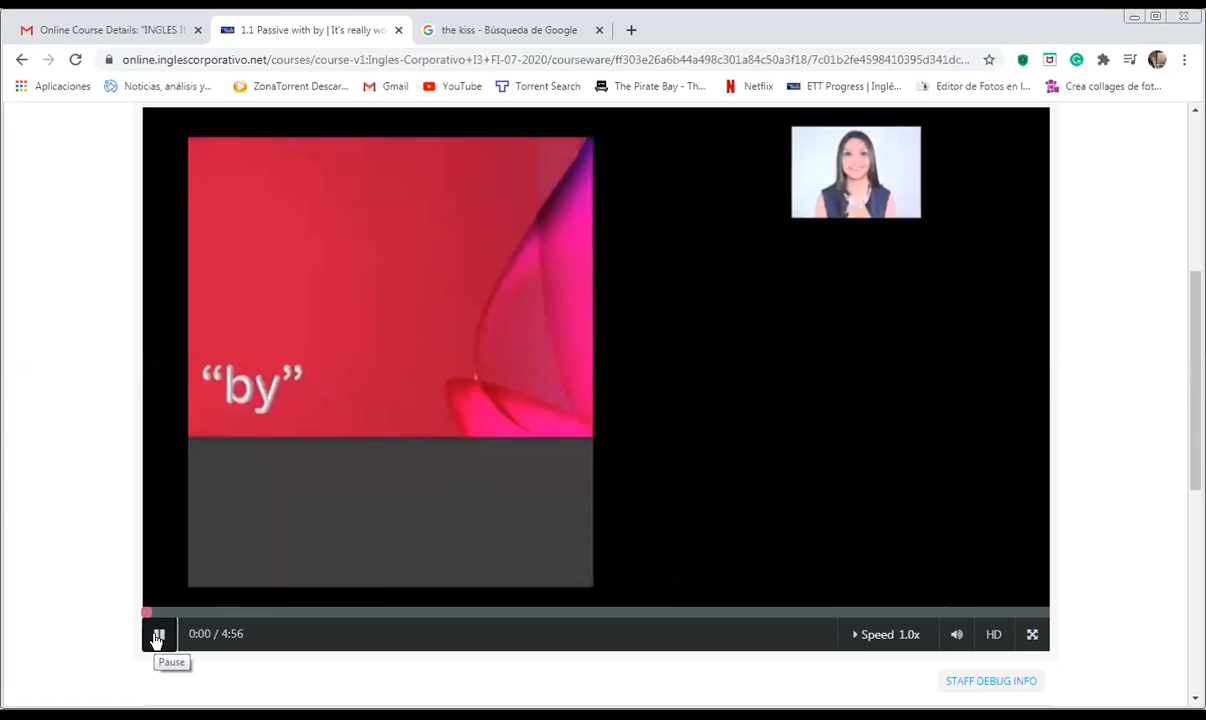 Online Course Details: "INGLES II
1.1 Passive with by | It's really wo
the kiss - Búsqueda de Google
online.inglescorporativo.net/courses/course-v1:Ingles-Corporativo+I3+FI-07-2020/courseware/ff303e26a6b44a498c301a84c50a3f18/7c01b2fe4598410395d341dc...
Aplicaciones Noticias, análisis y... ZonaTorrent Descar... Gmail YouTube Torrent Search The Pirate Bay - Th... Netflix ETT Progress | Inglé... Editor de Fotos en l... Crea collages de fot...
“by”
0:00 / 4:56 Speed 1.0x HD
Pause
STAFF DEBUG INFO